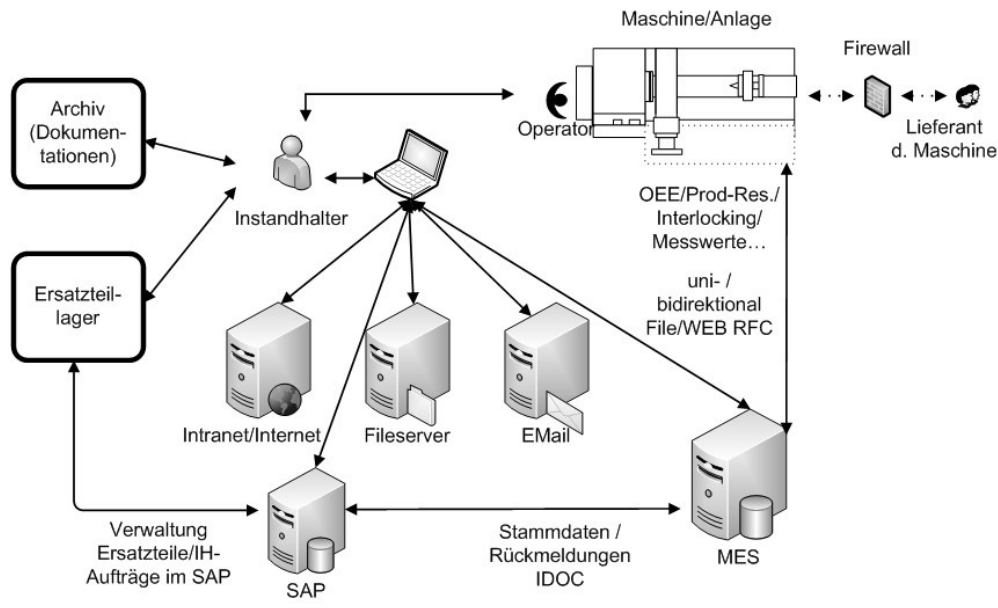 Maschine/Anlage
Firewall
Archiv
(Dokumen-
tationen)
Operator
Lieferant
d. Maschine
Instandhalter
OEE/Prod-Res./
Interlocking/
Messwerte…
Ersatzteil-
lager
uni- /
bidirektional
File/WEB RFC
Intranet/Internet
Fileserver
EMail
Verwaltung
Ersatzteile/IH-
Aufträge im SAP
SAP
Stammdaten /
Rückmeldungen
IDOC
MES